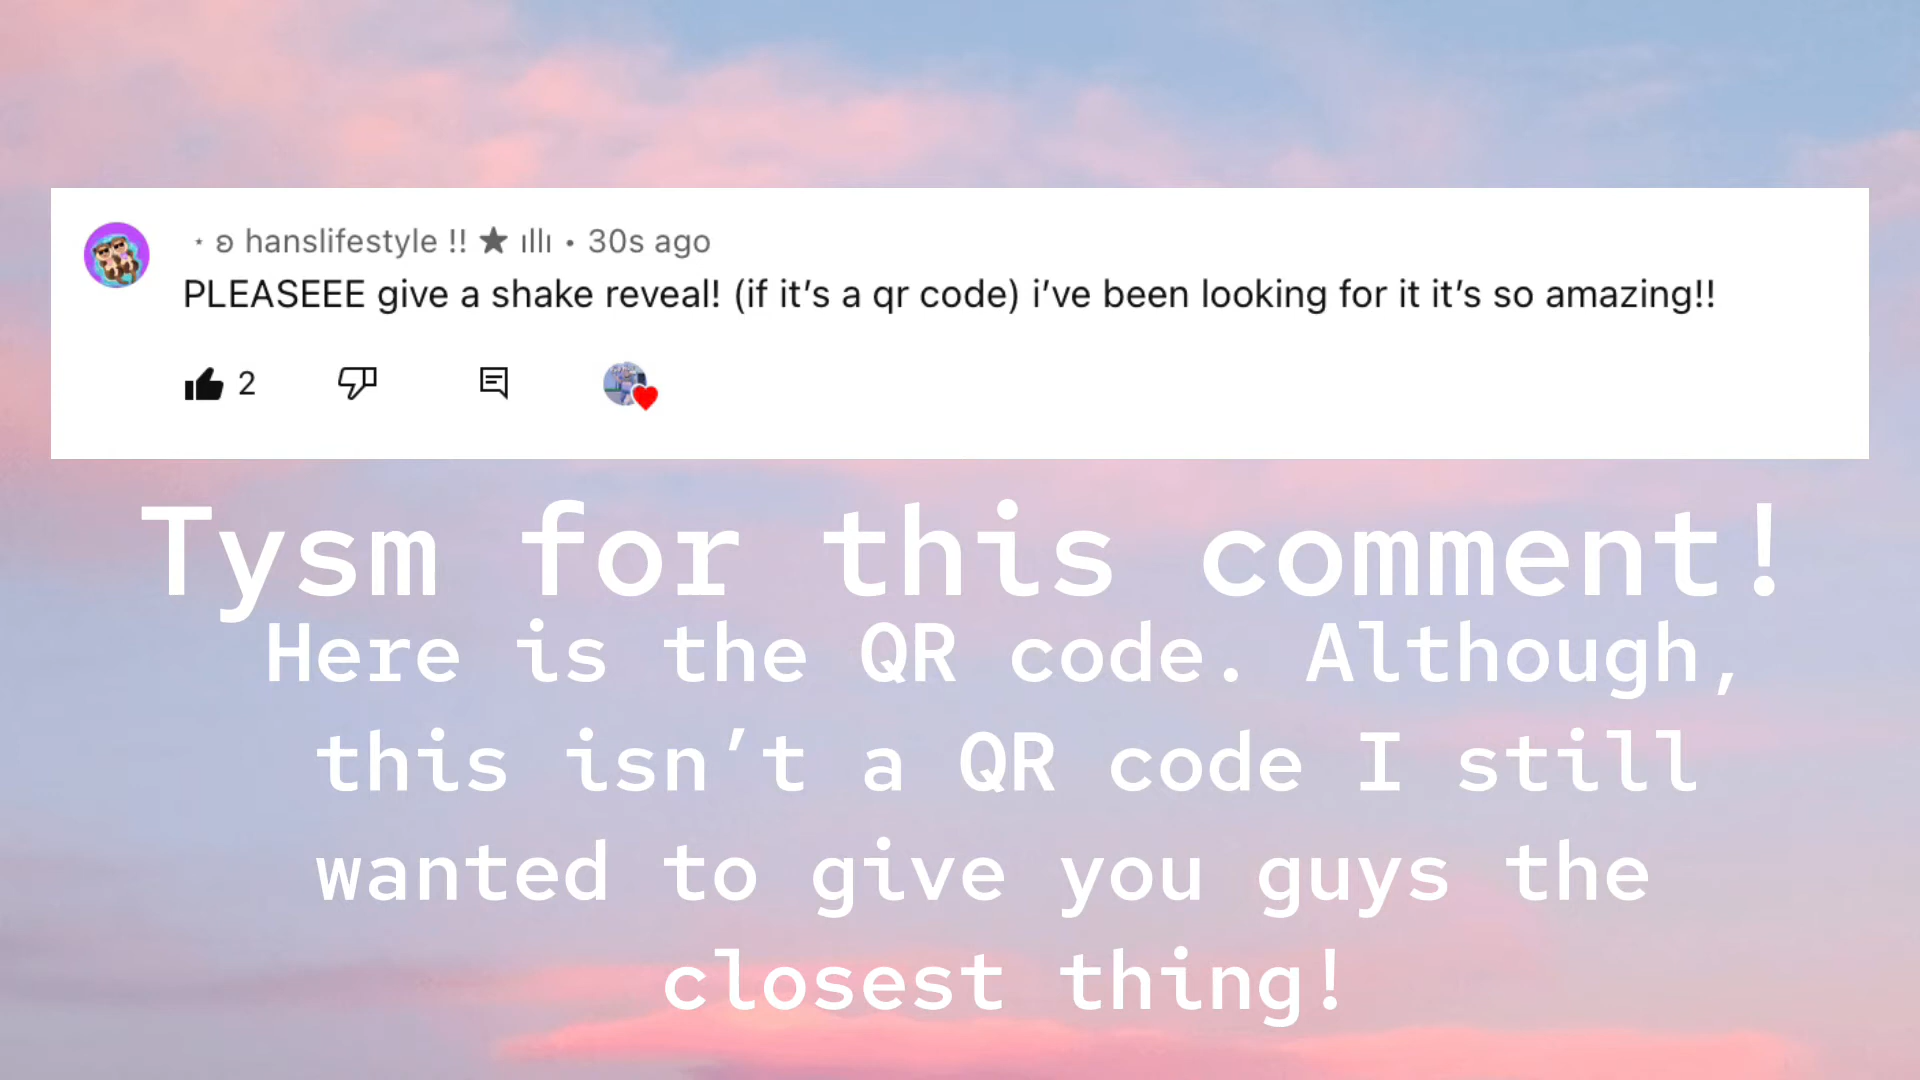 ⋆ ʚ hanslifestyle !! ★ ıllı • 30s ago
PLEASEEE give a shake reveal! (if it’s a qr code) i’ve been looking for it it’s so amazing!!
2
Tysm for this comment!
Here is the QR code. Although,
this isn’t a QR code I still
wanted to give you guys the
closest thing!